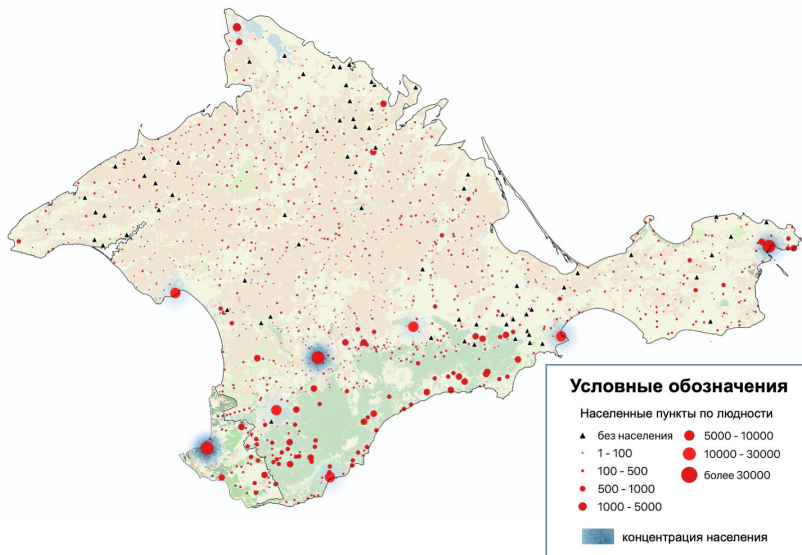 Условные обозначения
Населенные пункты по людности
без населения
1 - 100
100 - 500
500 - 1000
1000 - 5000
5000 - 10000
10000 - 30000
более 30000
концентрация населения